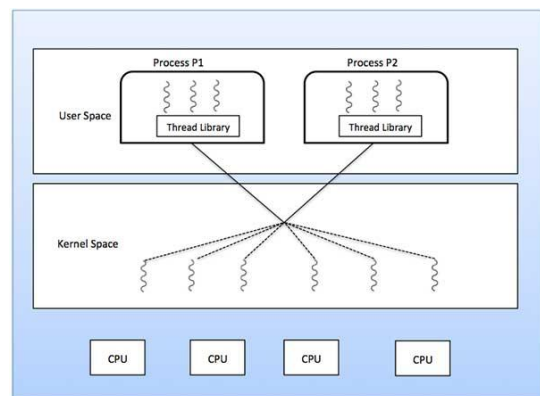 Process P1
Process P2
User Space
Thread Library
Thread Library
Kernel Space
CPU
CPU
CPU
CPU